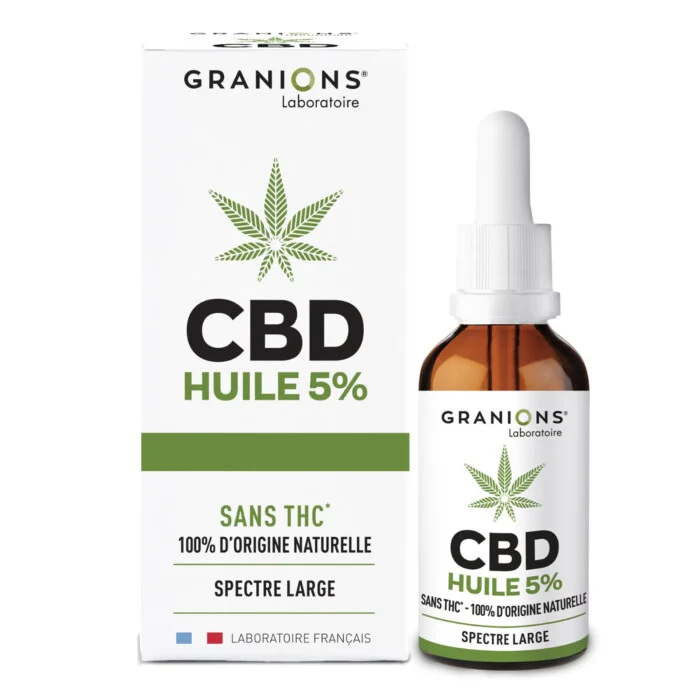 GRANIONS®
Laboratoire
CBD
HUILE 5%
SANS THC*
100% D'ORIGINE NATURELLE
SPECTRE LARGE
LABORATOIRE FRANÇAIS
GRANIONS®
Laboratoire
CBD
HUILE 5%
SANS THC* - 100% D'ORIGINE NATURELLE
SPECTRE LARGE